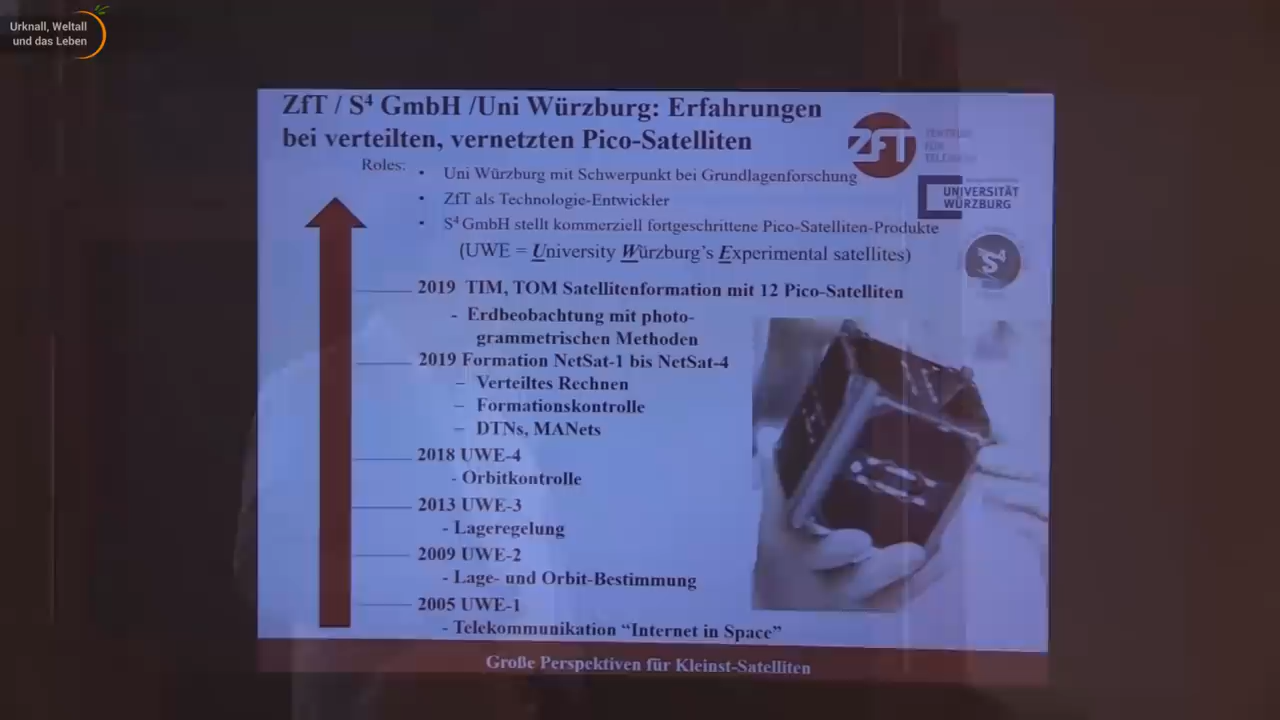 Urknall, Weltall
und das Leben
ZfT / S⁴ GmbH /Uni Würzburg: Erfahrungen
bei verteilten, vernetzten Pico-Satelliten
ZFT
ZENTRUM
FÜR
Roles:
• Uni Würzburg mit Schwerpunkt bei Grundlagenforschung
• ZfT als Technologie-Entwickler
• S⁴ GmbH stellt kommerziell fortgeschrittene Pico-Satelliten-Produkte
UNIVERSITÄT
WÜRZBURG
(UWE = University Würzburg's Experimental satellites)
S⁴
2019 TIM, TOM Satellitenformation mit 12 Pico-Satelliten
- Erdbeobachtung mit photo-
grammetrischen Methoden
2019 Formation NetSat-1 bis NetSat-4
– Verteiltes Rechnen
– Formationskontrolle
– DTNs, MANets
2018 UWE-4
- Orbitkontrolle
2013 UWE-3
- Lageregelung
2009 UWE-2
- Lage- und Orbit-Bestimmung
2005 UWE-1
- Telekommunikation “Internet in Space”
Große Perspektiven für Kleinst-Satelliten